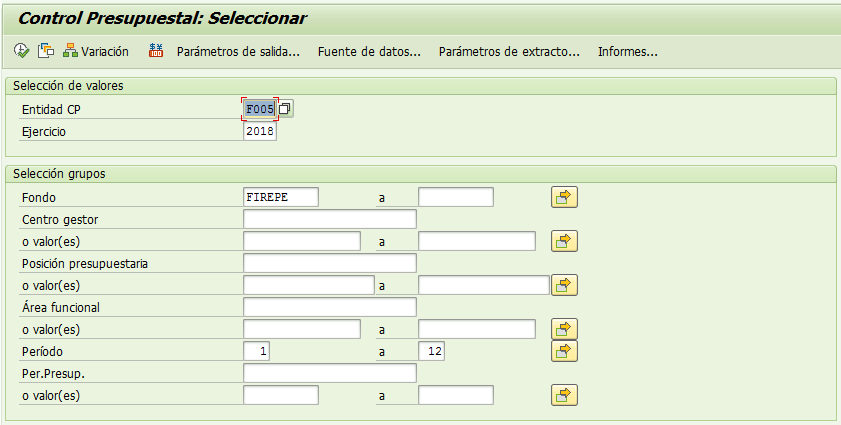 Control Presupuestal: Seleccionar
Variación Parámetros de salida... Fuente de datos... Parámetros de extracto... Informes...
Selección de valores
Entidad CP F005
Ejercicio 2018
Selección grupos
Fondo FIREPE a
Centro gestor
o valor(es) a
Posición presupuestaria
o valor(es) a
Área funcional
o valor(es) a
Período 1 a 12
Per.Presup.
o valor(es) a